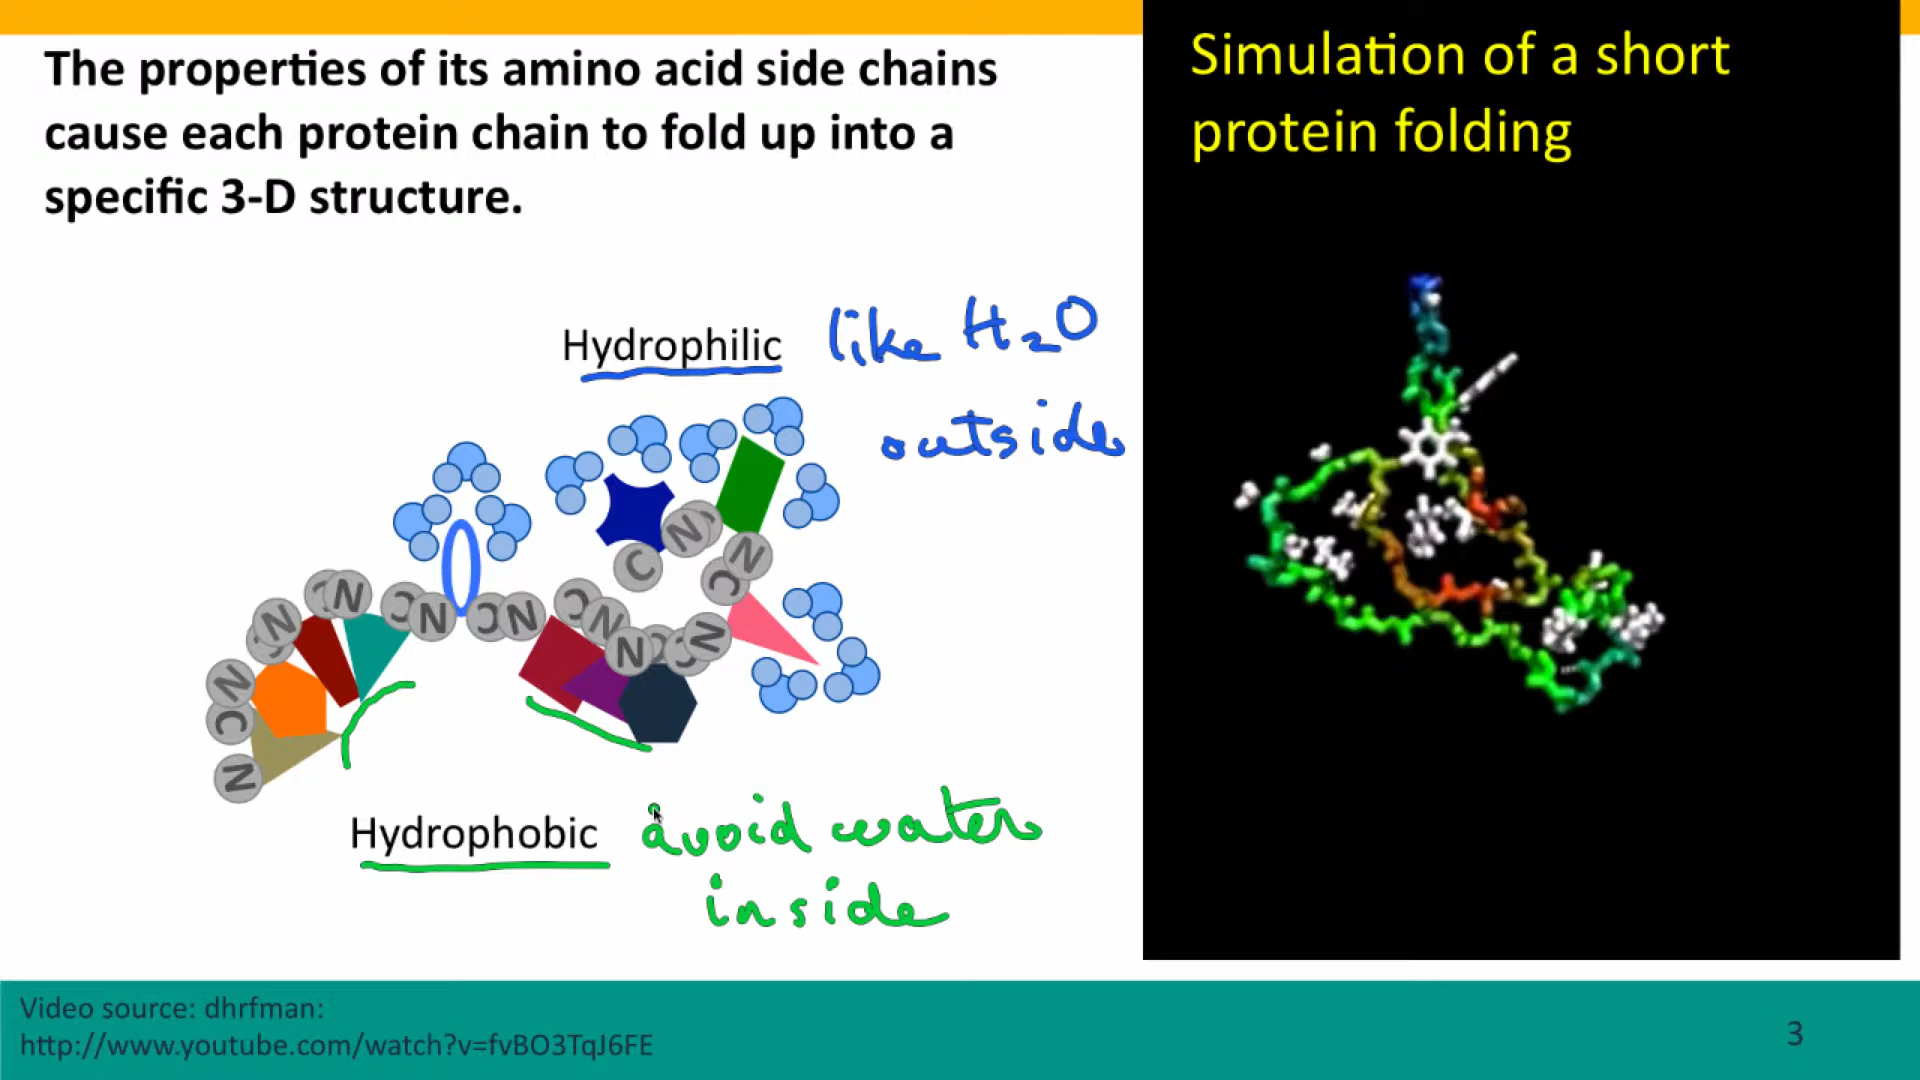 The properties of its amino acid side chains
cause each protein chain to fold up into a
specific 3-D structure.
Simulation of a short
protein folding
Hydrophilic like H₂O
outside
N C N C N C N C N C N C N C N N C C N C N N C
Hydrophobic avoid water
inside
Video source: dhrfman:
http://www.youtube.com/watch?v=fvBO3TqJ6FE
3